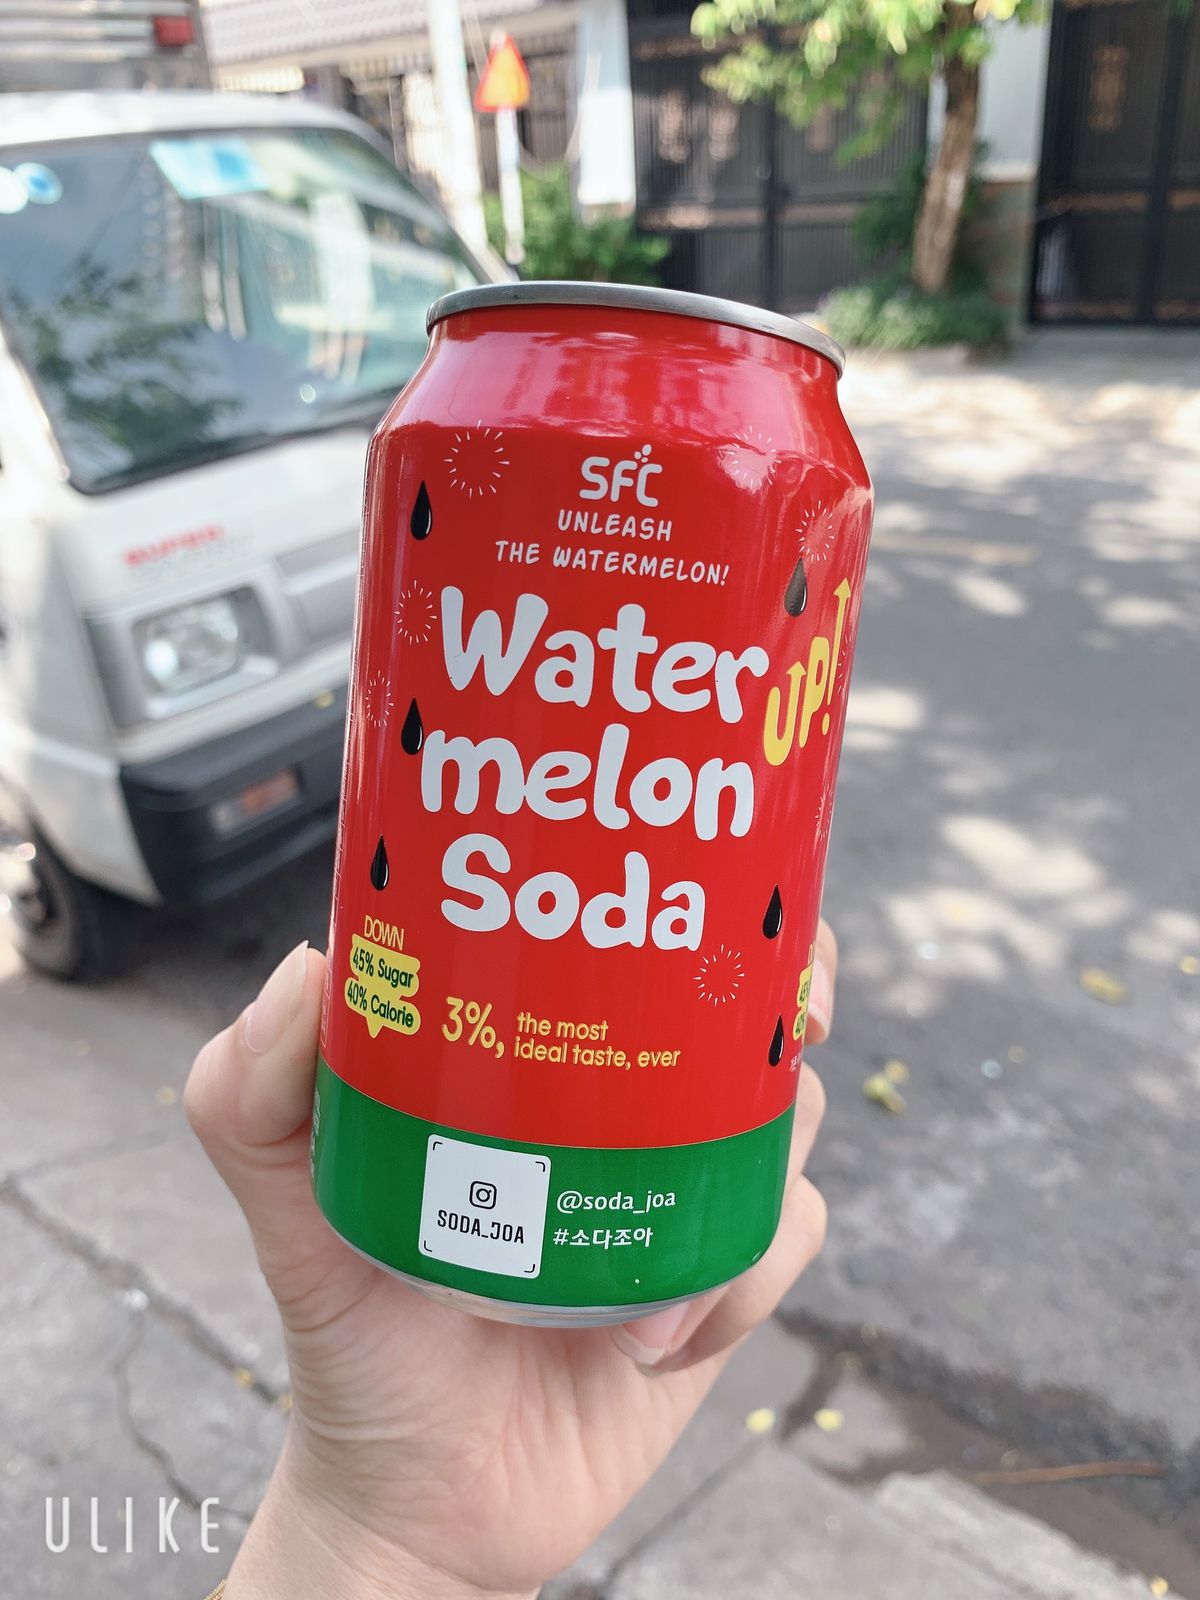 SFC
UNLEASH
THE WATERMELON!
Water
melon
Soda
UP!
DOWN
45% Sugar
40% Calorie
3%,
the most
ideal taste, ever
SODA_JOA
@soda_joa
#소다조아
SUPER
ULIKE